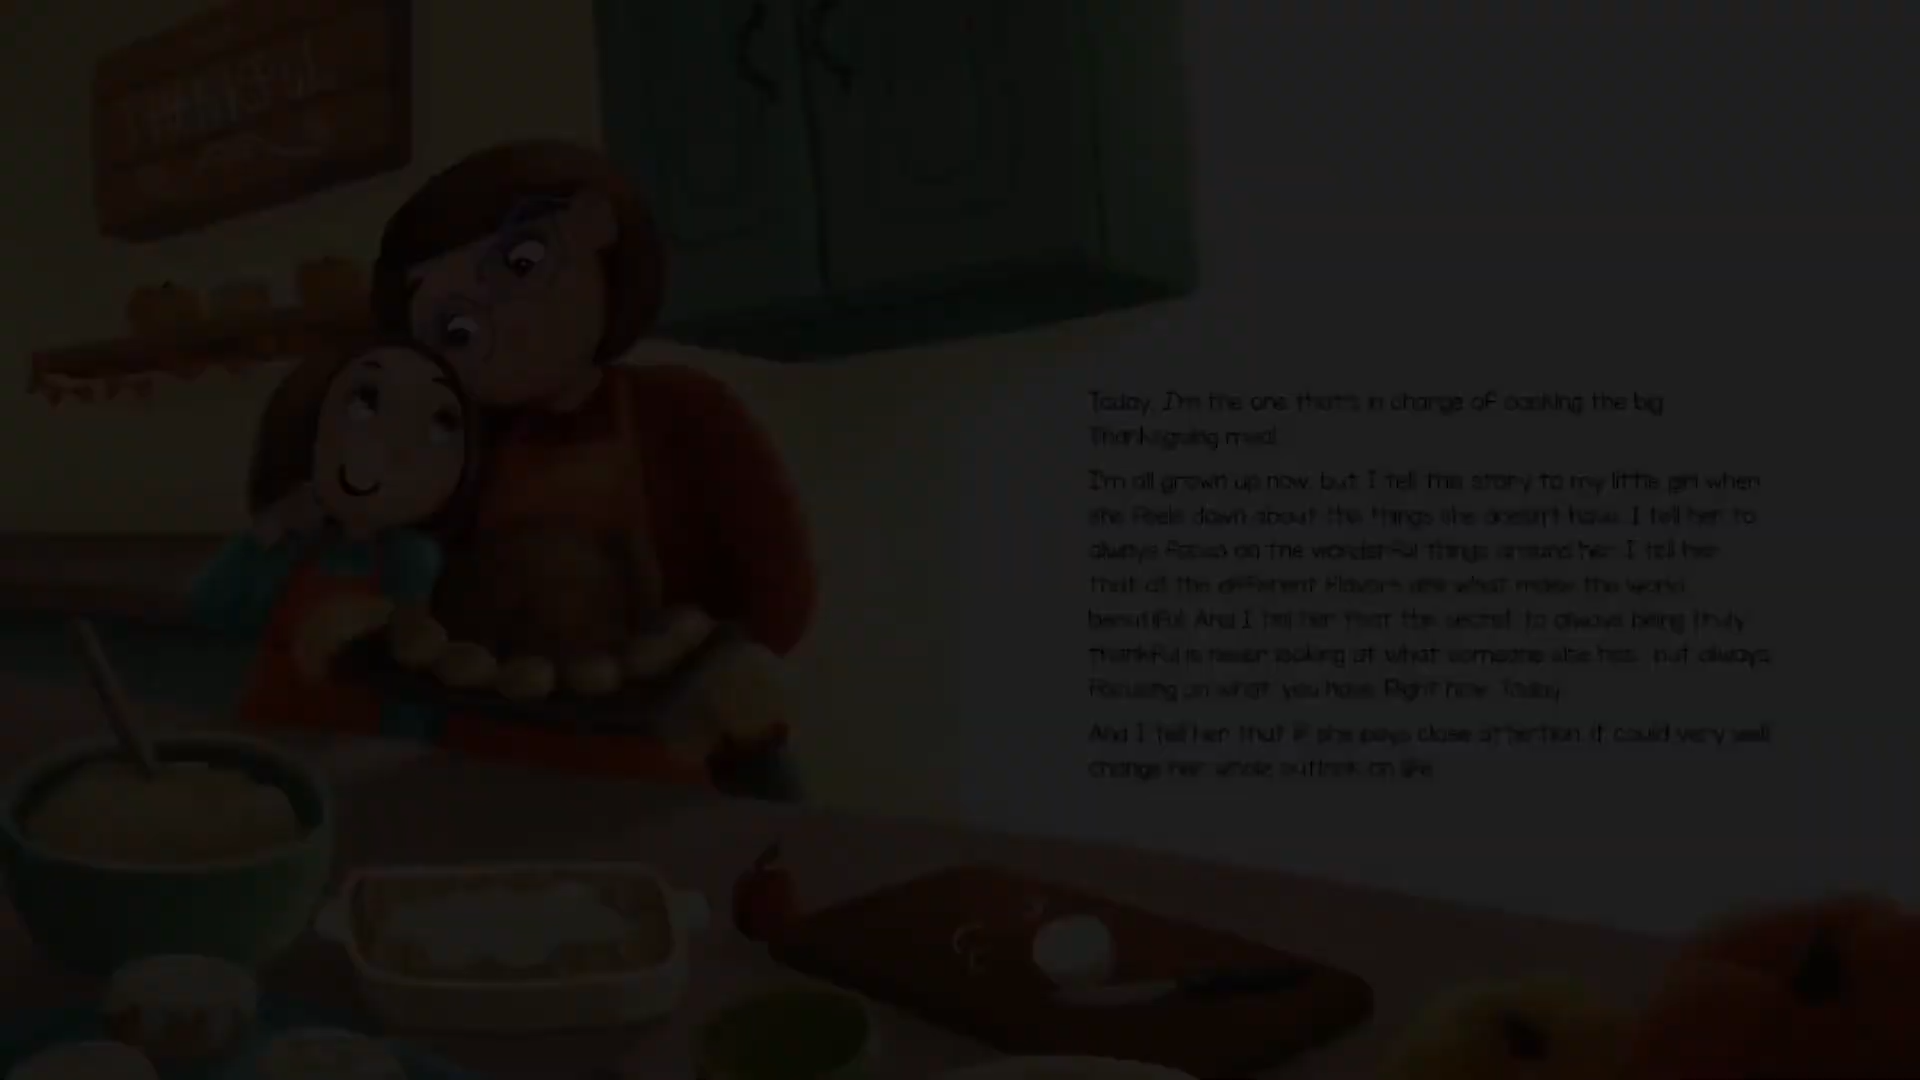 THANKFUL
Today, I'm the one that's in charge of cooking the big
Thanksgiving meal.
I'm all grown up now, but I tell this story to my little girl when
she feels down about the things she doesn't have. I tell her to
always focus on the wonderful things around her. I tell her
that all the different flavors are what make the world
beautiful. And I tell her that the secret to always being truly
thankful is never looking at what someone else has... but always
focusing on what you have. Right now. Today.
And I tell her that if she pays close attention, it could very well
change her whole outlook on life.